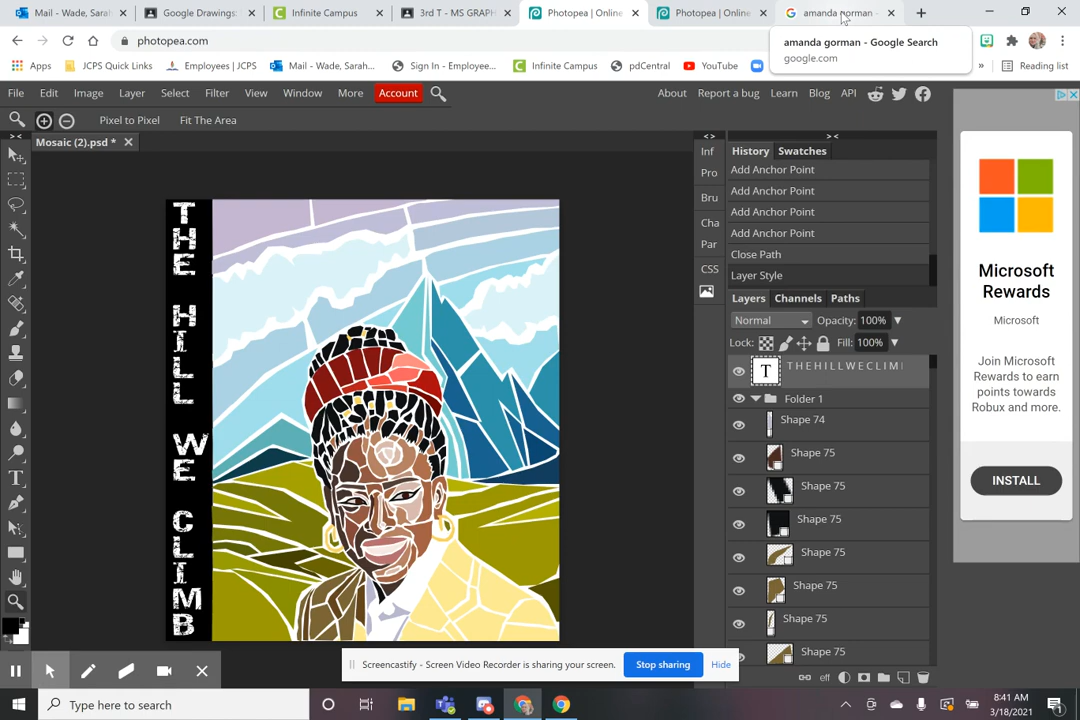 Mail - Wade, Sarah
Google Drawings:
Infinite Campus
3rd T - MS GRAPH
Photopea | Online
Photopea | Online
amanda gorman -
photopea.com
amanda gorman - Google Search
google.com
Apps
JCPS Quick Links
Employees | JCPS
Mail - Wade, Sarah...
Sign In - Employee...
Infinite Campus
pdCentral
YouTube
»
Reading list
File
Edit
Image
Layer
Select
Filter
View
Window
More
Account
About
Report a bug
Learn
Blog
API
Pixel to Pixel
Fit The Area
Mosaic (2).psd *
THE HILL WE CLIMB
Inf
Pro
Bru
Cha
Par
CSS
History
Swatches
Add Anchor Point
Add Anchor Point
Add Anchor Point
Add Anchor Point
Close Path
Layer Style
Layers
Channels
Paths
Normal
Opacity: 100%
Lock:
Fill: 100%
T H E H I L L W E C L I M
Folder 1
Shape 74
Shape 75
Shape 75
Shape 75
Shape 75
Shape 75
Shape 75
Shape 75
eff
Microsoft
Rewards
Microsoft
Join Microsoft
Rewards to earn
points towards
Robux and more.
INSTALL
Screencastify - Screen Video Recorder is sharing your screen.
Stop sharing
Hide
Type here to search
8:41 AM
3/18/2021